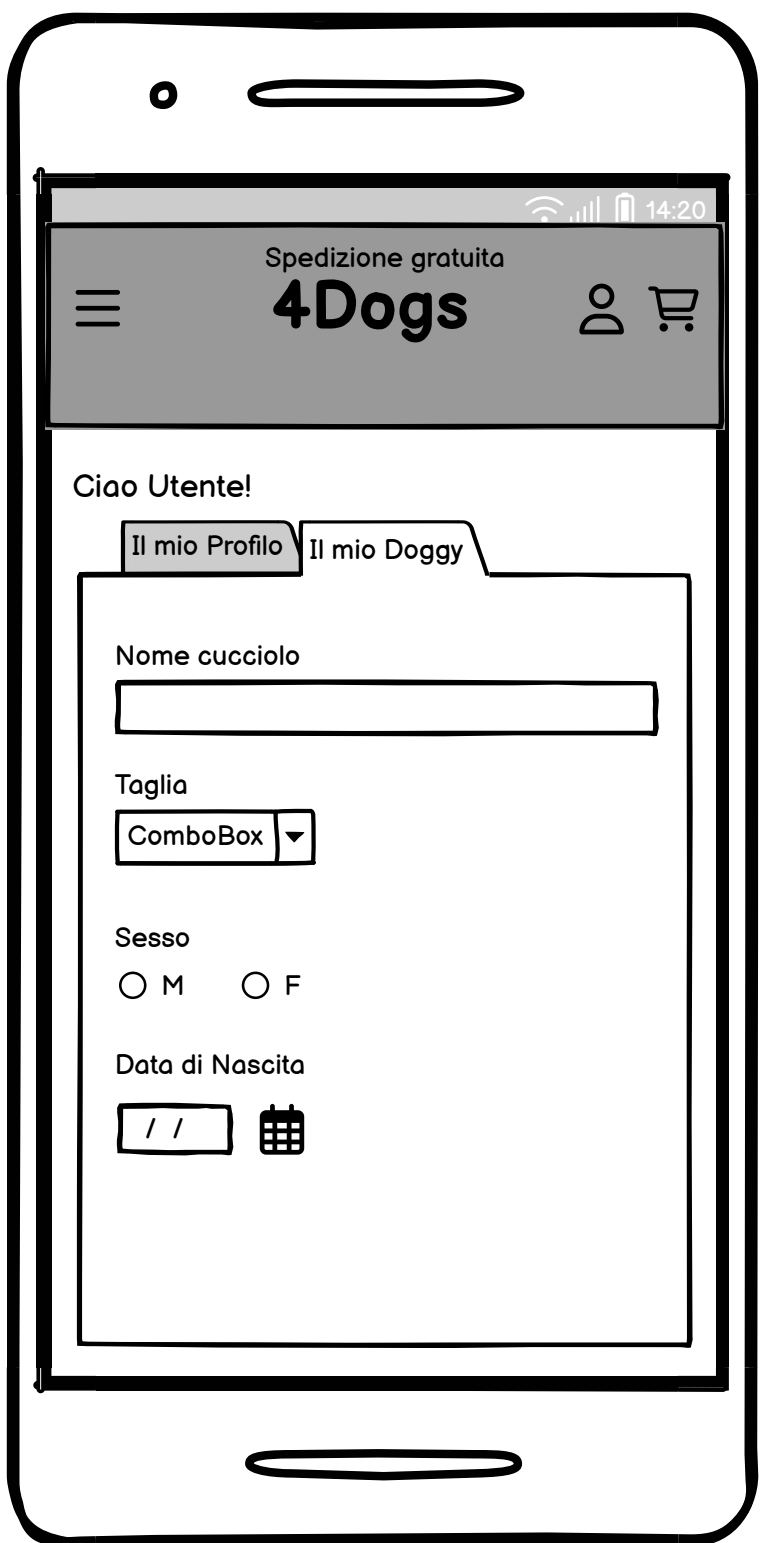 14:20
Spedizione gratuita
4Dogs
Ciao Utente!
Il mio Profilo
Il mio Doggy
Nome cucciolo
Taglia
ComboBox
Sesso
M F
Data di Nascita
/ /